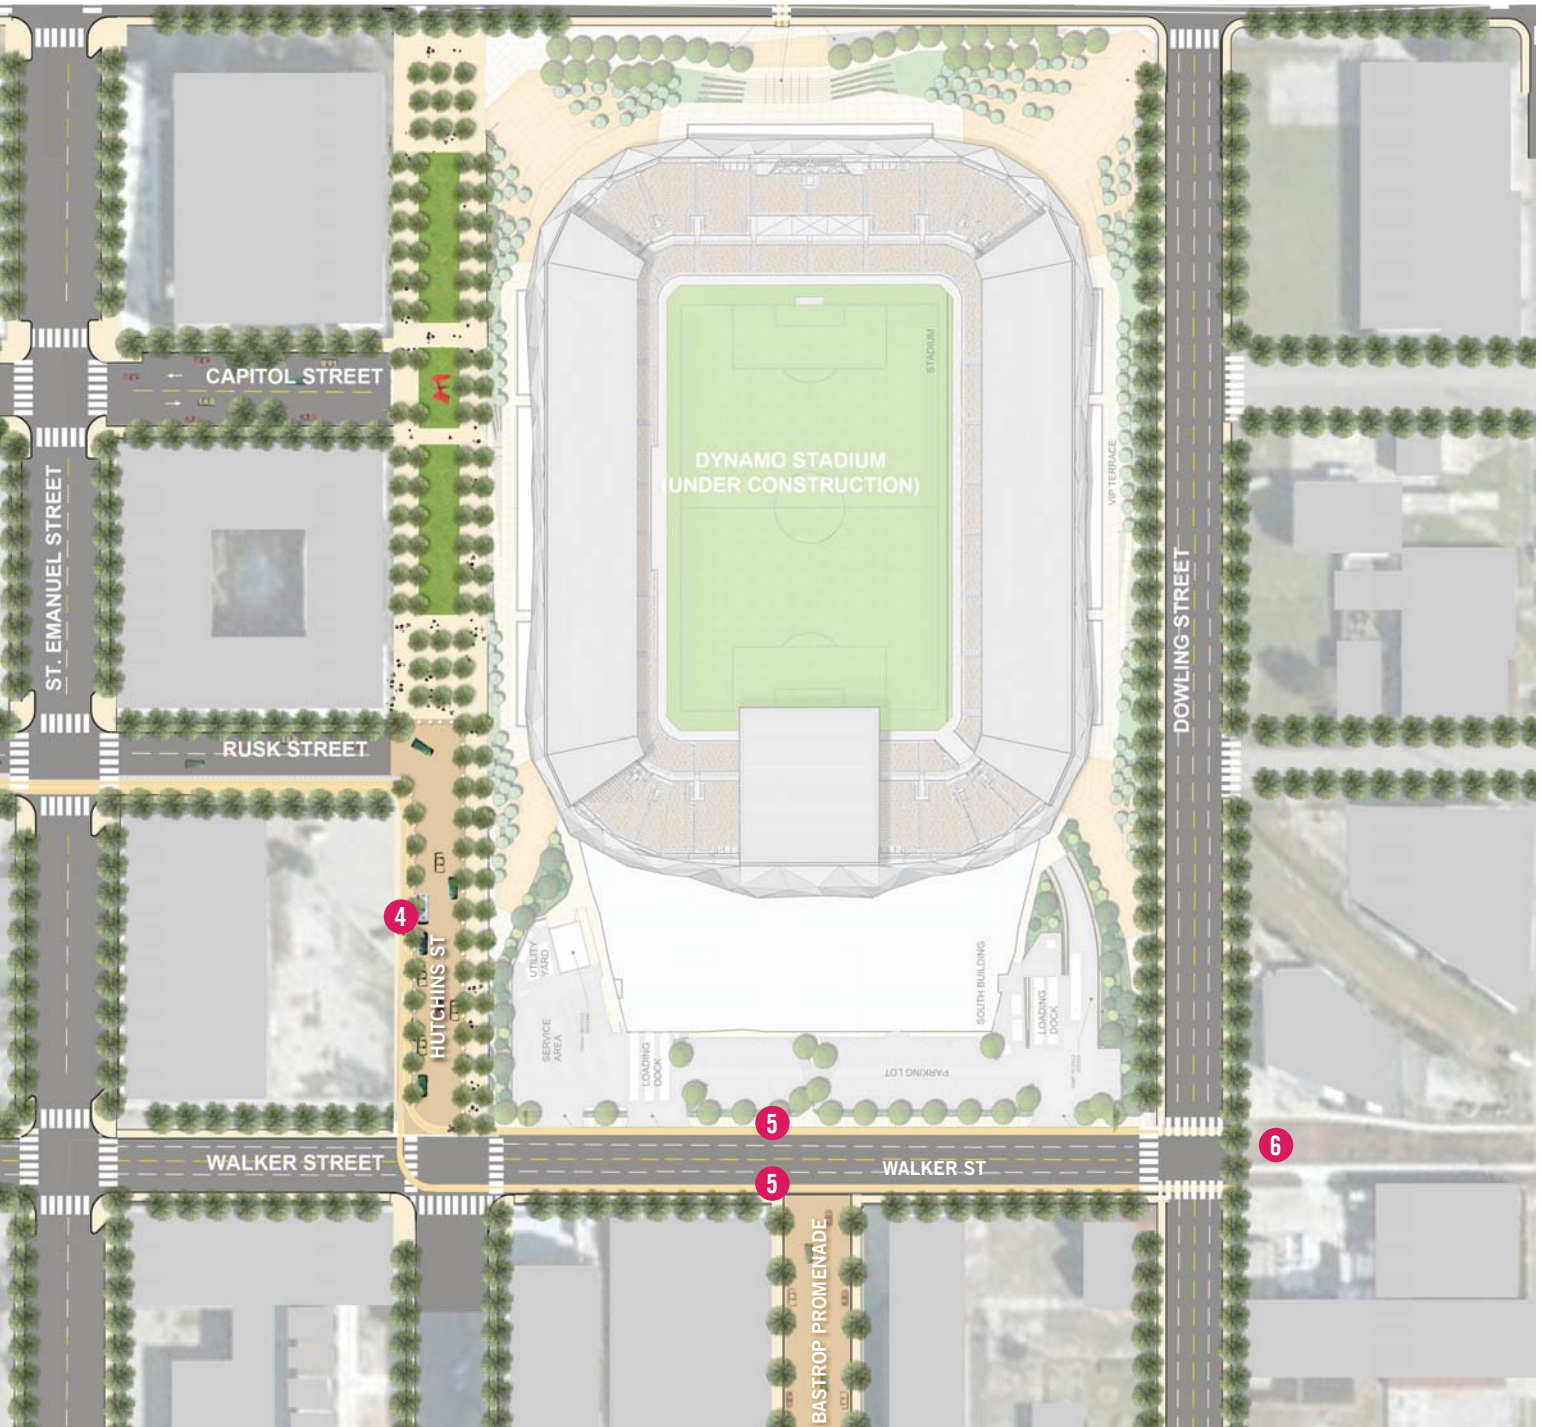 CAPITOL STREET
STADIUM
DYNAMO STADIUM
(UNDER CONSTRUCTION)
VIP TERRACE
ST. EMANUEL STREET
DOWLING STREET
RUSK STREET
4
HUTCHINS ST
UTILITY
YARD
SOUTH BUILDING
SERVICE
AREA
LOADING
DOCK
LOADING
DOCK
PARKING LOT
5
6
WALKER STREET
WALKER ST
5
BASTROP PROMENADE